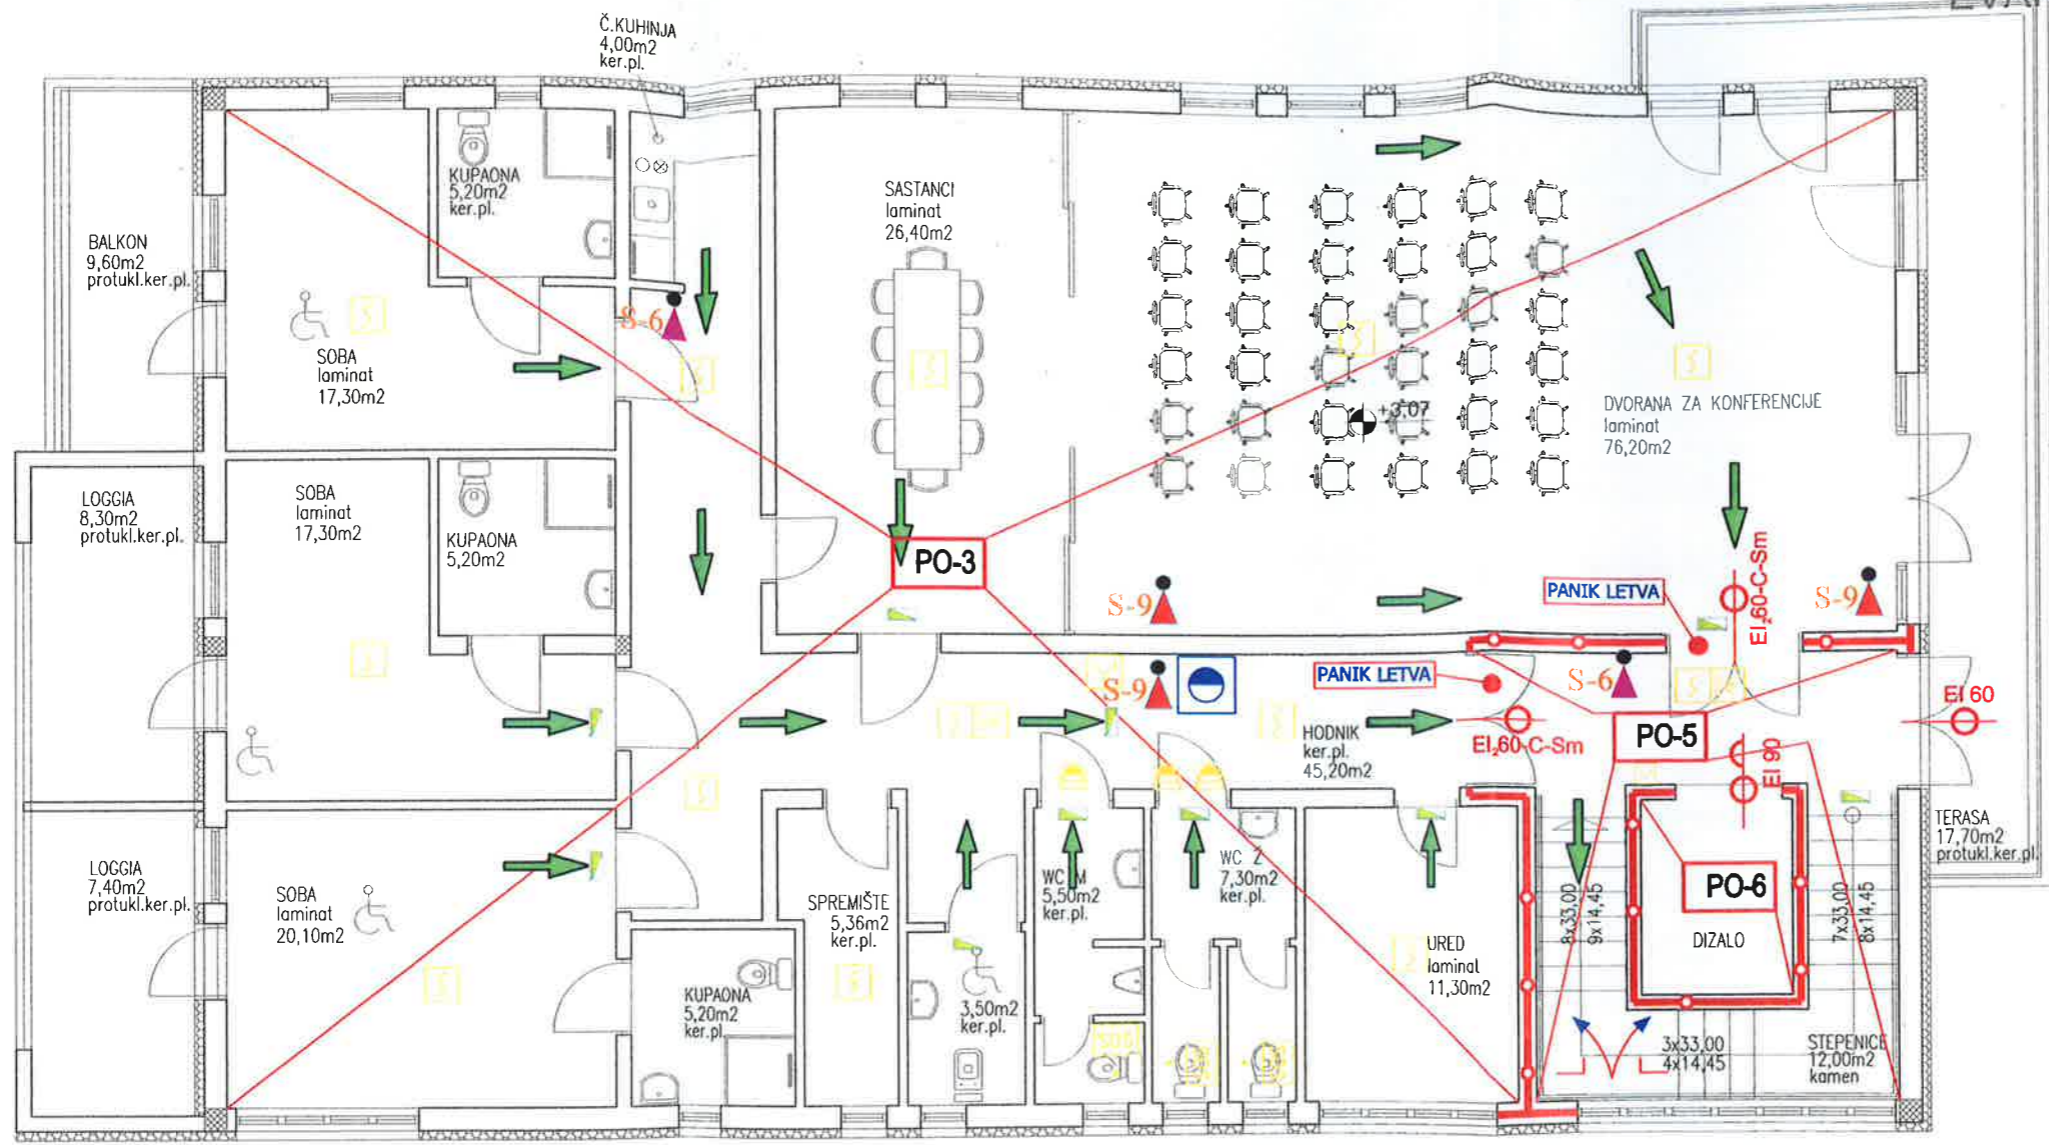 Č.KUHINJA
4,00m2
ker.pl.
KUPAONA
5,20m2
ker.pl.
BALKON
9,60m2
protukl.ker.pl.
SOBA
laminat
17,30m2
S-6
SASTANCI
laminat
26,40m2
+3,07
DVORANA ZA KONFERENCIJE
laminat
76,20m2
LOGGIA
8,30m2
protukl.ker.pl.
SOBA
laminat
17,30m2
KUPAONA
5,20m2
PO-3
S-9
PANIK LETVA
EI₂60-C-Sm
S-9
S-9
PANIK LETVA
S-6
EI 60
HODNIK
ker.pl.
45,20m2
EI₂60-C-Sm
PO-5
EI 90
TERASA
17,70m2
protukl.ker.pl.
LOGGIA
7,40m2
protukl.ker.pl.
SOBA
laminat
20,10m2
KUPAONA
5,20m2
ker.pl.
SPREMIŠTE
5,36m2
ker.pl.
3,50m2
ker.pl.
WC M
5,50m2
ker.pl.
WC Ž
7,30m2
ker.pl.
URED
laminat
11,30m2
8x33,00
9x14,45
PO-6
DIZALO
7x33,00
8x14,45
3x33,00
4x14,45
STEPENICE
12,00m2
kamen
SOS